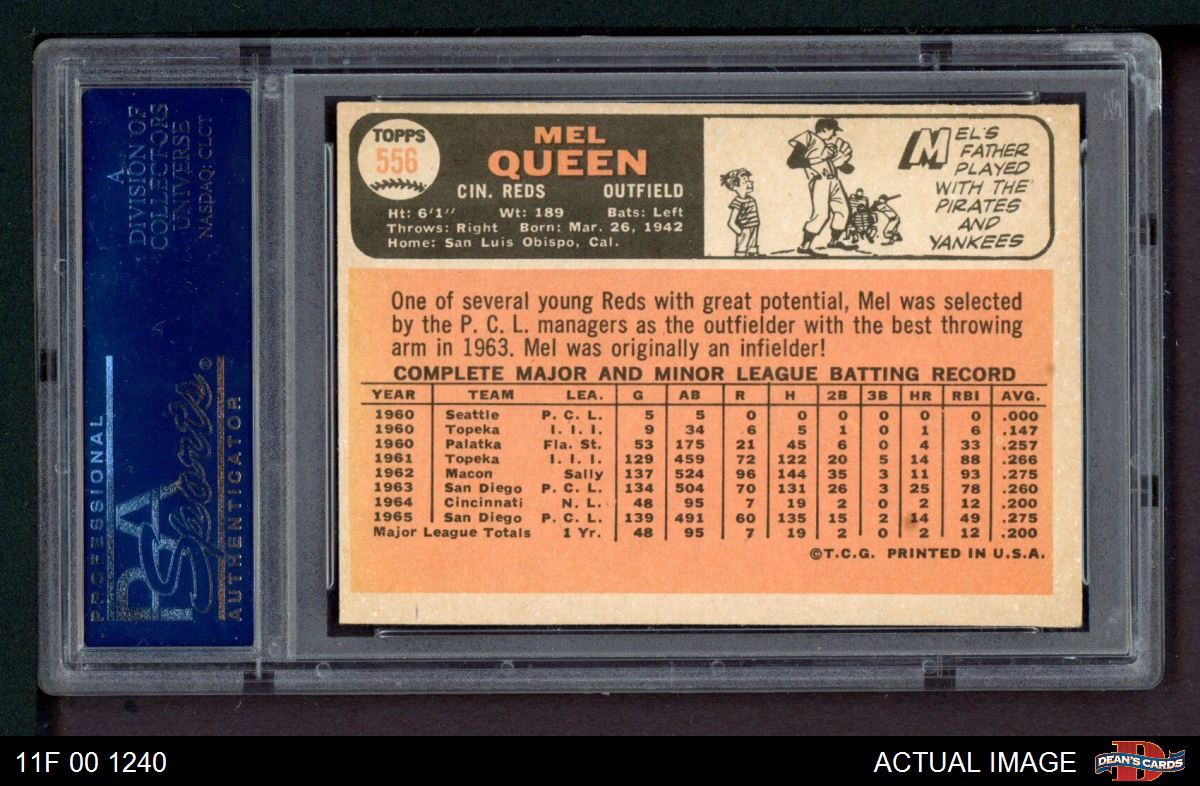 A
DIVISION OF
COLLECTORS
UNIVERSE
NASDAQ: CLCT
PROFESSIONAL
PSA
Sports®
AUTHENTICATOR
TOPPS
556
MEL
QUEEN
CIN. REDS OUTFIELD
Ht: 6'1" Wt: 189 Bats: Left
Throws: Right Born: Mar. 26, 1942
Home: San Luis Obispo, Cal.
MEL'S
FATHER
PLAYED
WITH THE
PIRATES
AND
YANKEES
One of several young Reds with great potential, Mel was selected
by the P. C. L. managers as the outfielder with the best throwing
arm in 1963. Mel was originally an infielder!
COMPLETE MAJOR AND MINOR LEAGUE BATTING RECORD
YEAR TEAM LEA. G AB R H 2B 3B HR RBI AVG.
1960 Seattle P. C. L. 5 5 0 0 0 0 0 0 .000
1960 Topeka I. I. I. 9 34 6 5 1 0 1 6 .147
1960 Palatka Fla. St. 53 175 21 45 6 0 4 33 .257
1961 Topeka I. I. I. 129 459 72 122 20 5 14 88 .266
1962 Macon Sally 137 524 96 144 35 3 11 93 .275
1963 San Diego P. C. L. 134 504 70 131 26 3 25 78 .260
1964 Cincinnati N. L. 48 95 7 19 2 0 2 12 .200
1965 San Diego P. C. L. 139 491 60 135 15 2 14 49 .275
Major League Totals 1 Yr. 48 95 7 19 2 0 2 12 .200
©T.C.G. PRINTED IN U.S.A.
11F 00 1240
ACTUAL IMAGE
DEAN'S CARDS